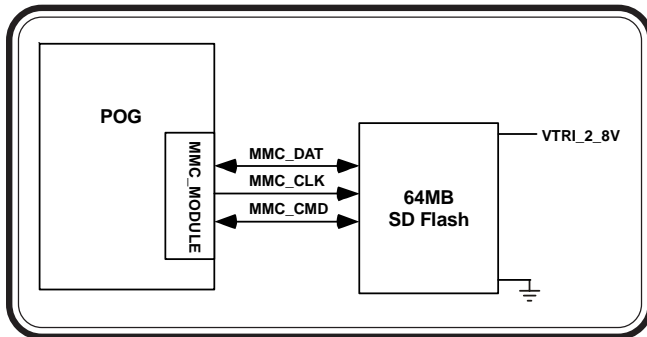 POG
MMC_MODULE
MMC_DAT
MMC_CLK
MMC_CMD
64MB
SD Flash
VTRI_2_8V